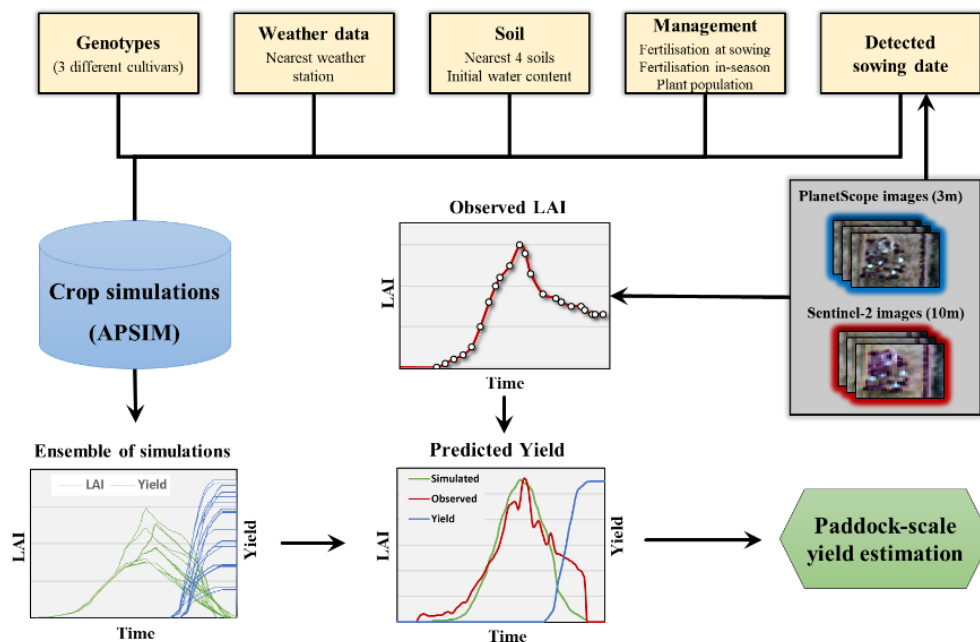 Genotypes
(3 different cultivars)
Weather data
Nearest weather
station
Soil
Nearest 4 soils
Initial water content
Management
Fertilisation at sowing
Fertilisation in-season
Plant population
Detected
sowing date
PlanetScope images (3m)
Sentinel-2 images (10m)
Observed LAI
LAI
Time
Crop simulations
(APSIM)
Ensemble of simulations
LAI
Yield
LAI
Yield
Time
Predicted Yield
Simulated
Observed
Yield
LAI
Yield
Time
Paddock-scale
yield estimation